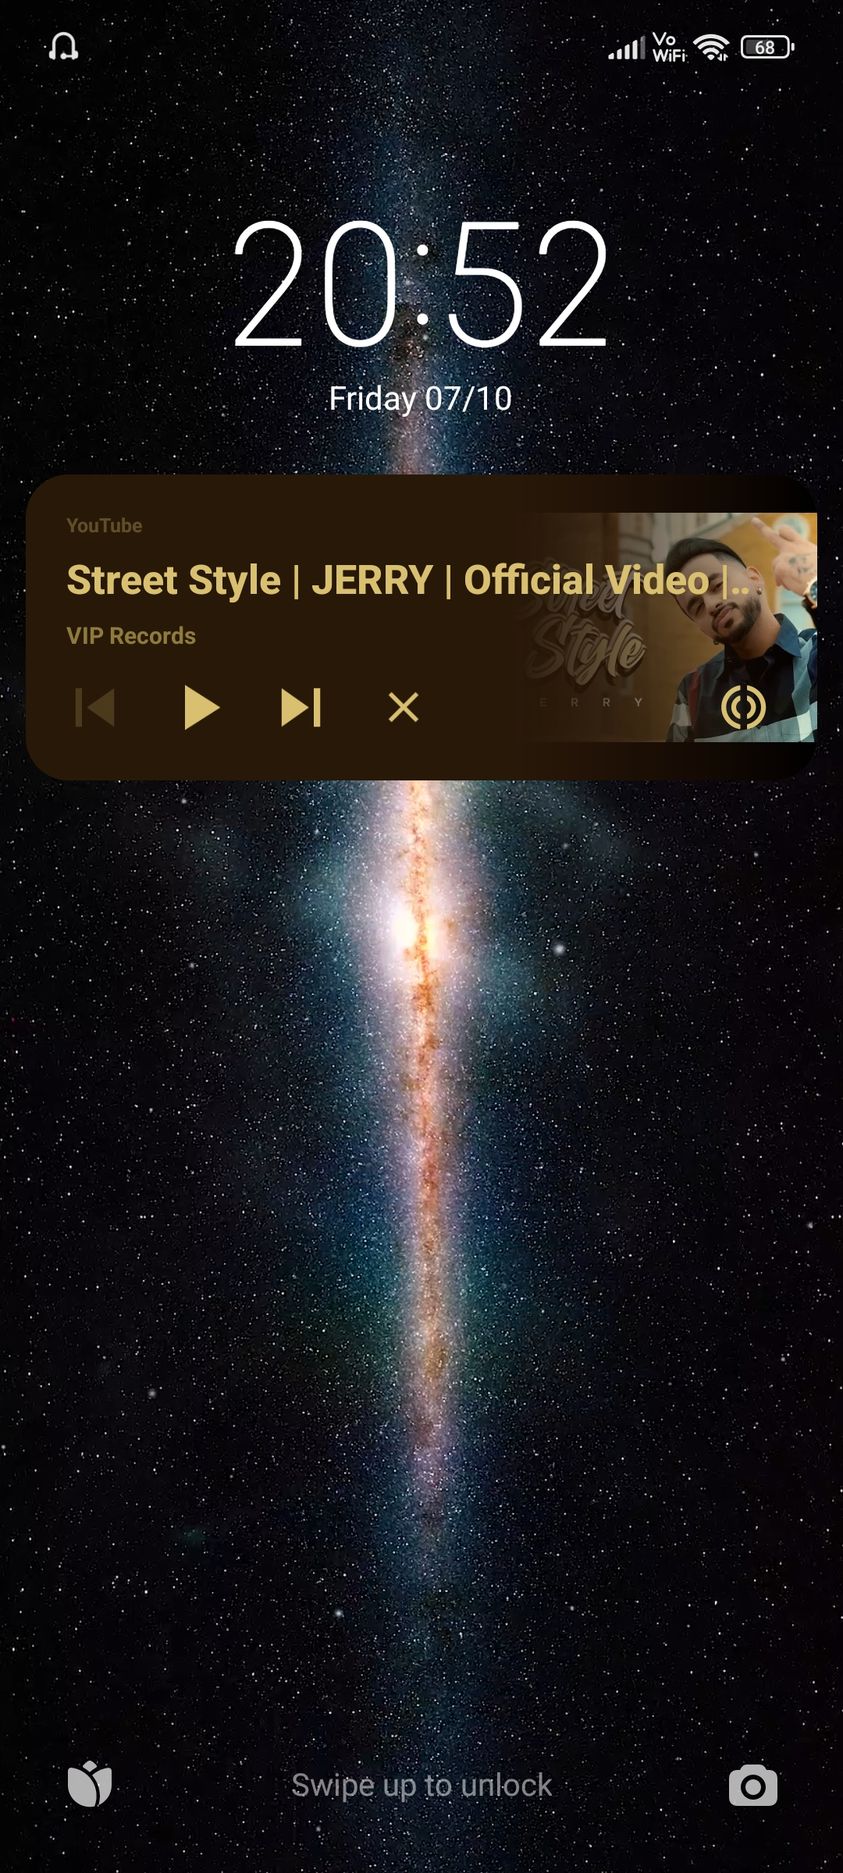 Vo
WiFi
68
20:52
Friday 07/10
YouTube
Street Style | JERRY | Official Video |..
VIP Records
Street
Style
E R R Y
Swipe up to unlock